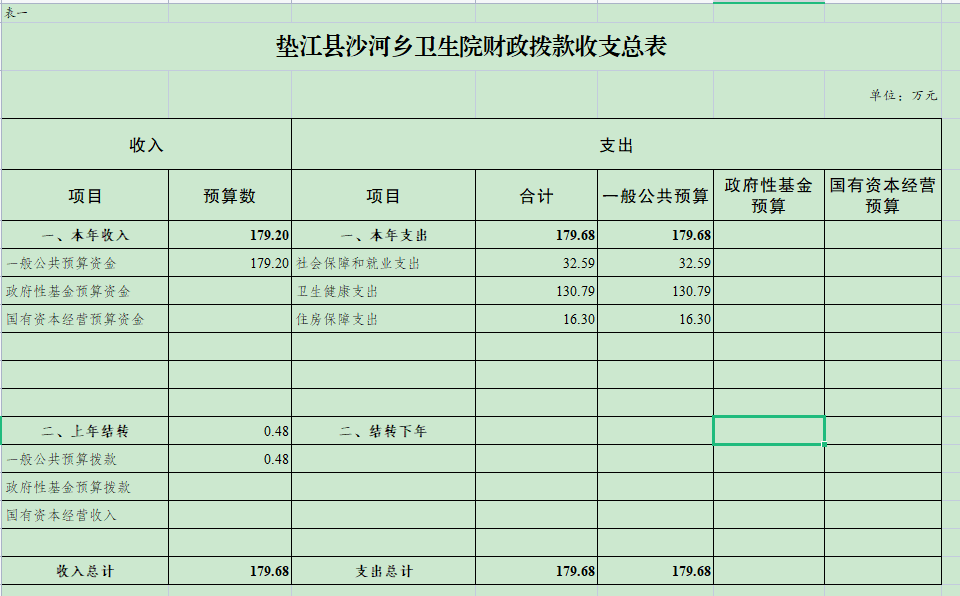 表一
垫江县沙河乡卫生院财政拨款收支总表
单位：万元
收入 支出
项目 预算数 项目 合计 一般公共预算 政府性基金预算 国有资本经营预算
一、本年收入 179.20 一、本年支出 179.68 179.68
一般公共预算资金 179.20 社会保障和就业支出 32.59 32.59
政府性基金预算资金 卫生健康支出 130.79 130.79
国有资本经营预算资金 住房保障支出 16.30 16.30
二、上年结转 0.48 二、结转下年
一般公共预算拨款 0.48
政府性基金预算拨款
国有资本经营收入
收入总计 179.68 支出总计 179.68 179.68